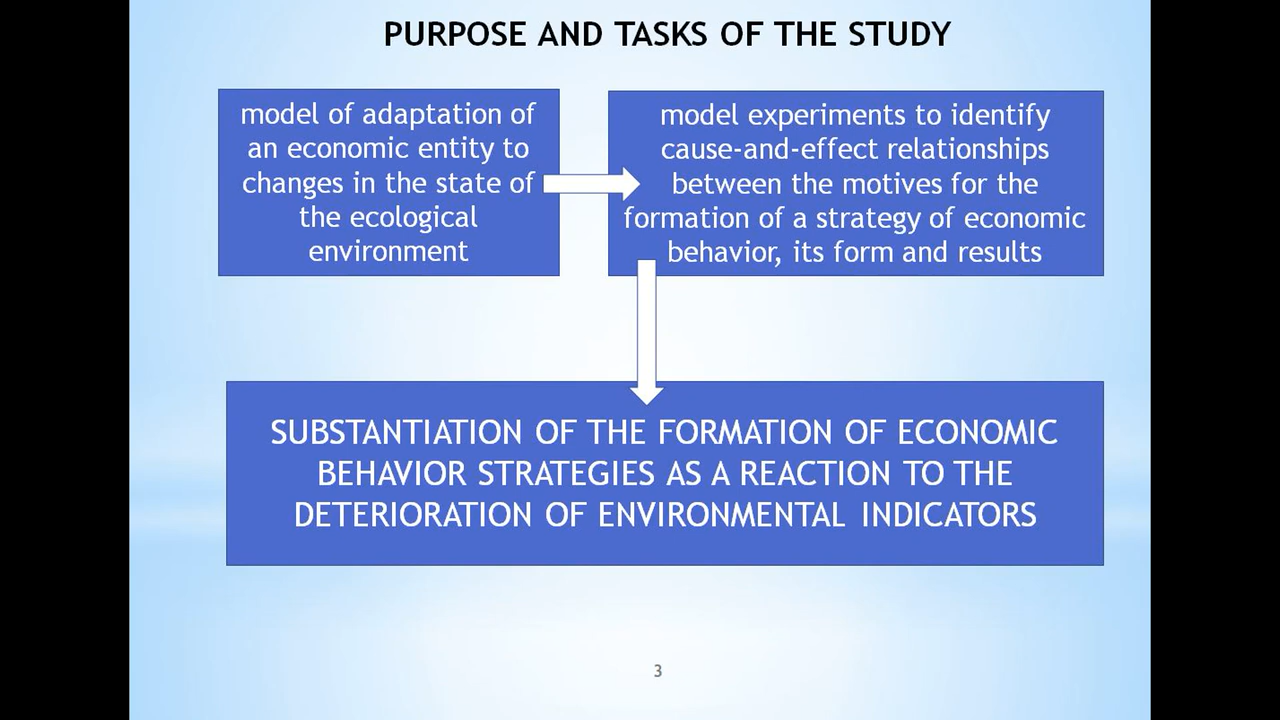 PURPOSE AND TASKS OF THE STUDY
model of adaptation of
an economic entity to
changes in the state of
the ecological
environment
model experiments to identify
cause-and-effect relationships
between the motives for the
formation of a strategy of economic
behavior, its form and results
SUBSTANTIATION OF THE FORMATION OF ECONOMIC
BEHAVIOR STRATEGIES AS A REACTION TO THE
DETERIORATION OF ENVIRONMENTAL INDICATORS
3